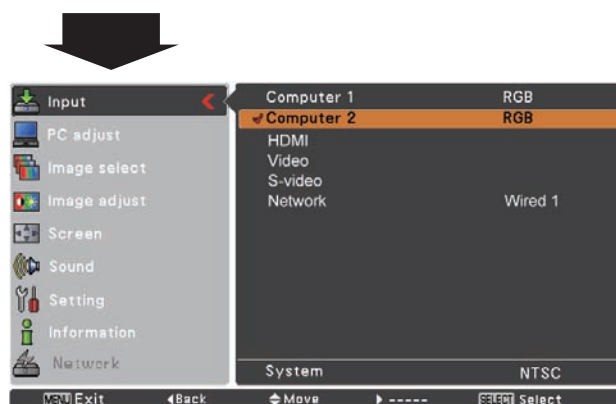 Input
PC adjust
Image select
Image adjust
Screen
Sound
Setting
Information
Network
Computer 1 RGB
Computer 2 RGB
HDMI
Video
S-video
Network Wired 1
System NTSC
MENU Exit Back Move ----- SELECT Select